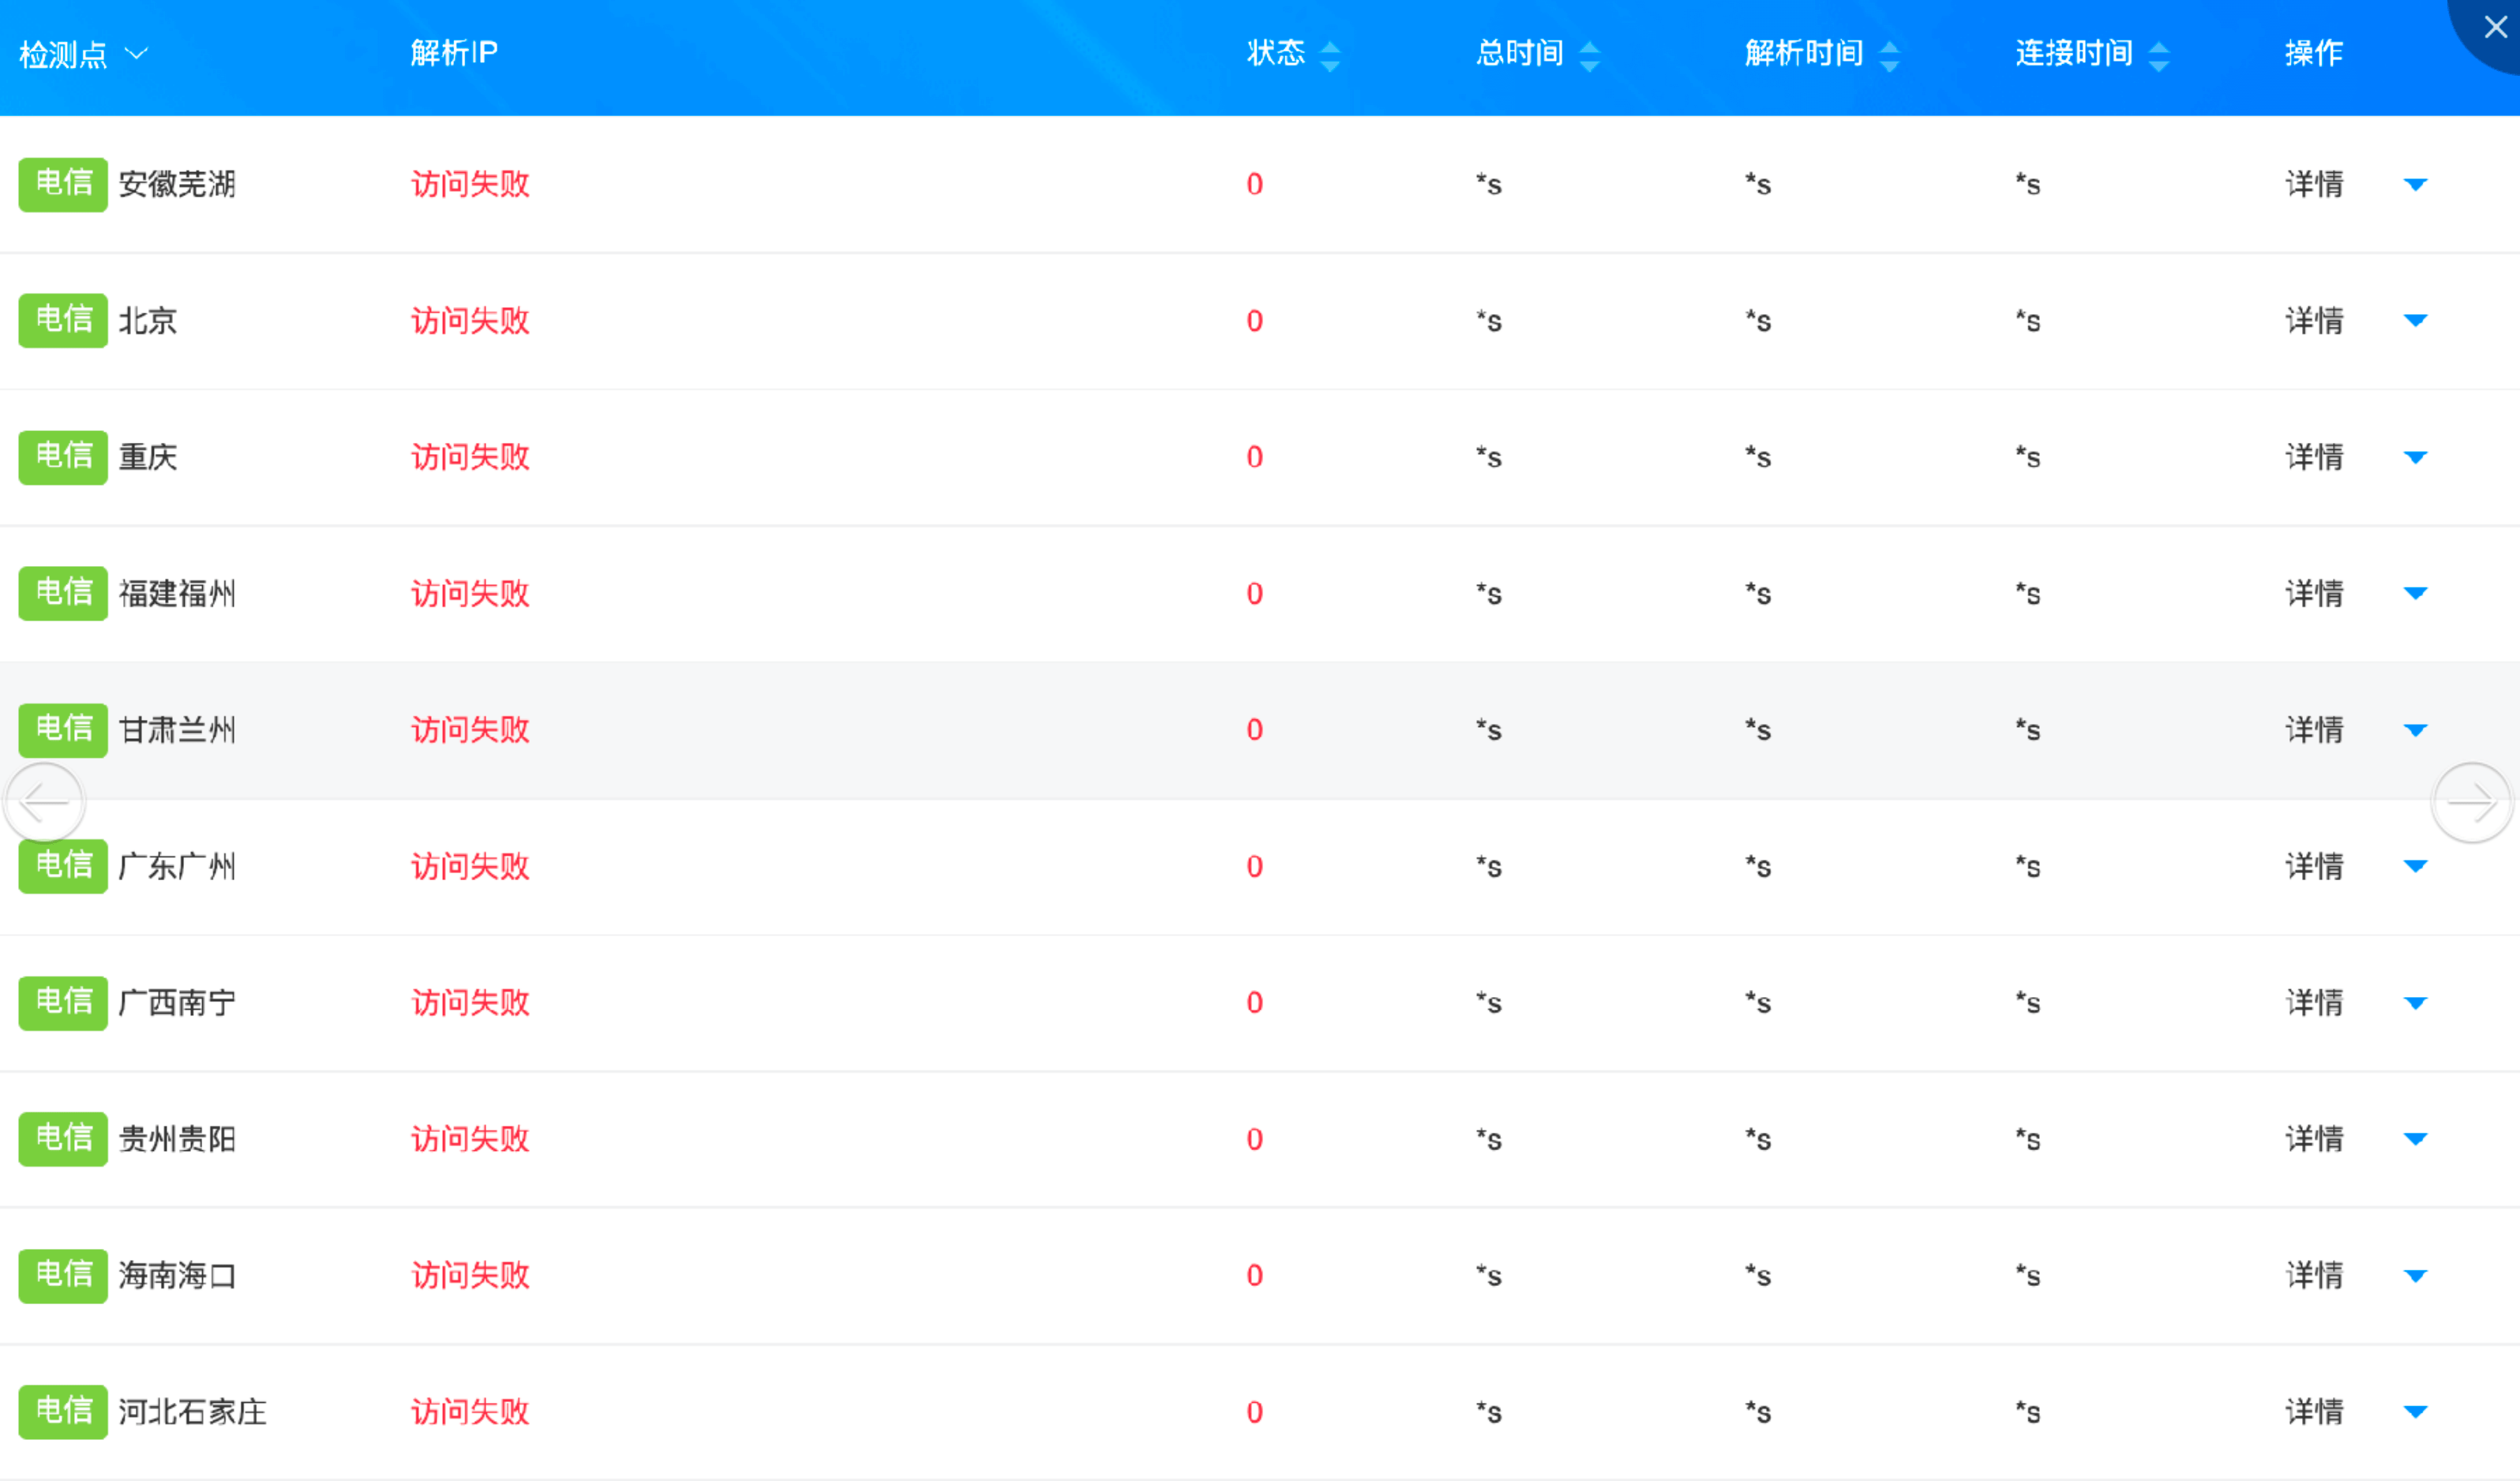 检测点 解析IP 状态 总时间 解析时间 连接时间 操作
电信 安徽芜湖 访问失败 0 *s *s *s 详情
电信 北京 访问失败 0 *s *s *s 详情
电信 重庆 访问失败 0 *s *s *s 详情
电信 福建福州 访问失败 0 *s *s *s 详情
电信 甘肃兰州 访问失败 0 *s *s *s 详情
电信 广东广州 访问失败 0 *s *s *s 详情
电信 广西南宁 访问失败 0 *s *s *s 详情
电信 贵州贵阳 访问失败 0 *s *s *s 详情
电信 海南海口 访问失败 0 *s *s *s 详情
电信 河北石家庄 访问失败 0 *s *s *s 详情